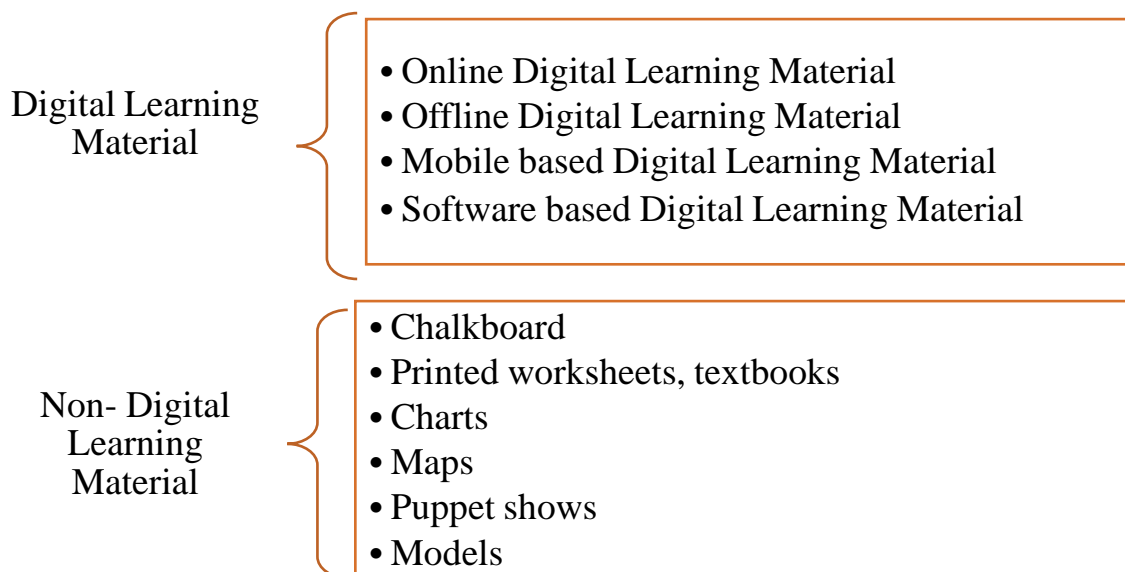 Digital Learning
Material
• Online Digital Learning Material
• Offline Digital Learning Material
• Mobile based Digital Learning Material
• Software based Digital Learning Material
Non- Digital
Learning
Material
• Chalkboard
• Printed worksheets, textbooks
• Charts
• Maps
• Puppet shows
• Models